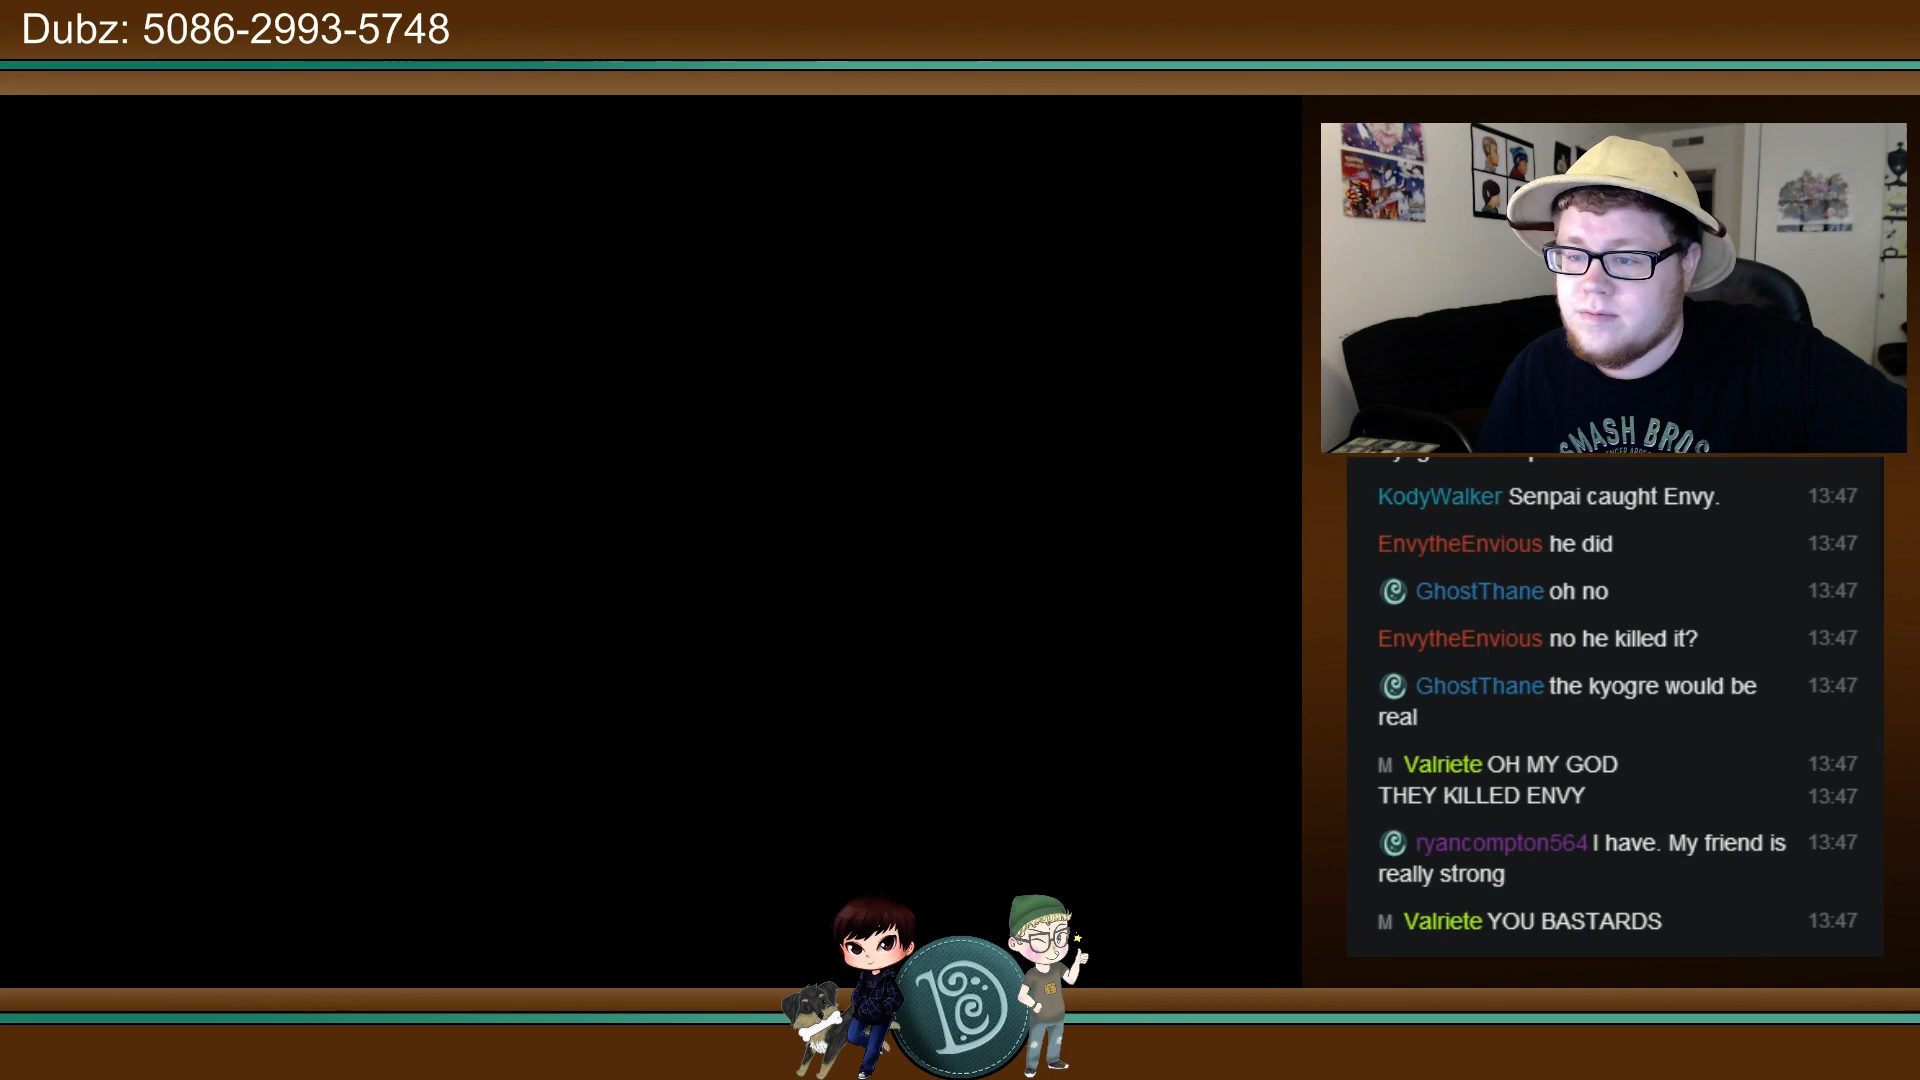 Dubz: 5086-2993-5748
SMASH BROS
KodyWalker Senpai caught Envy. 13:47
EnvytheEnvious he did 13:47
GhostThane oh no 13:47
EnvytheEnvious no he killed it? 13:47
GhostThane the kyogre would be 13:47
real
M Valriete OH MY GOD 13:47
THEY KILLED ENVY 13:47
ryancompton564 I have. My friend is 13:47
really strong
M Valriete YOU BASTARDS 13:47
D